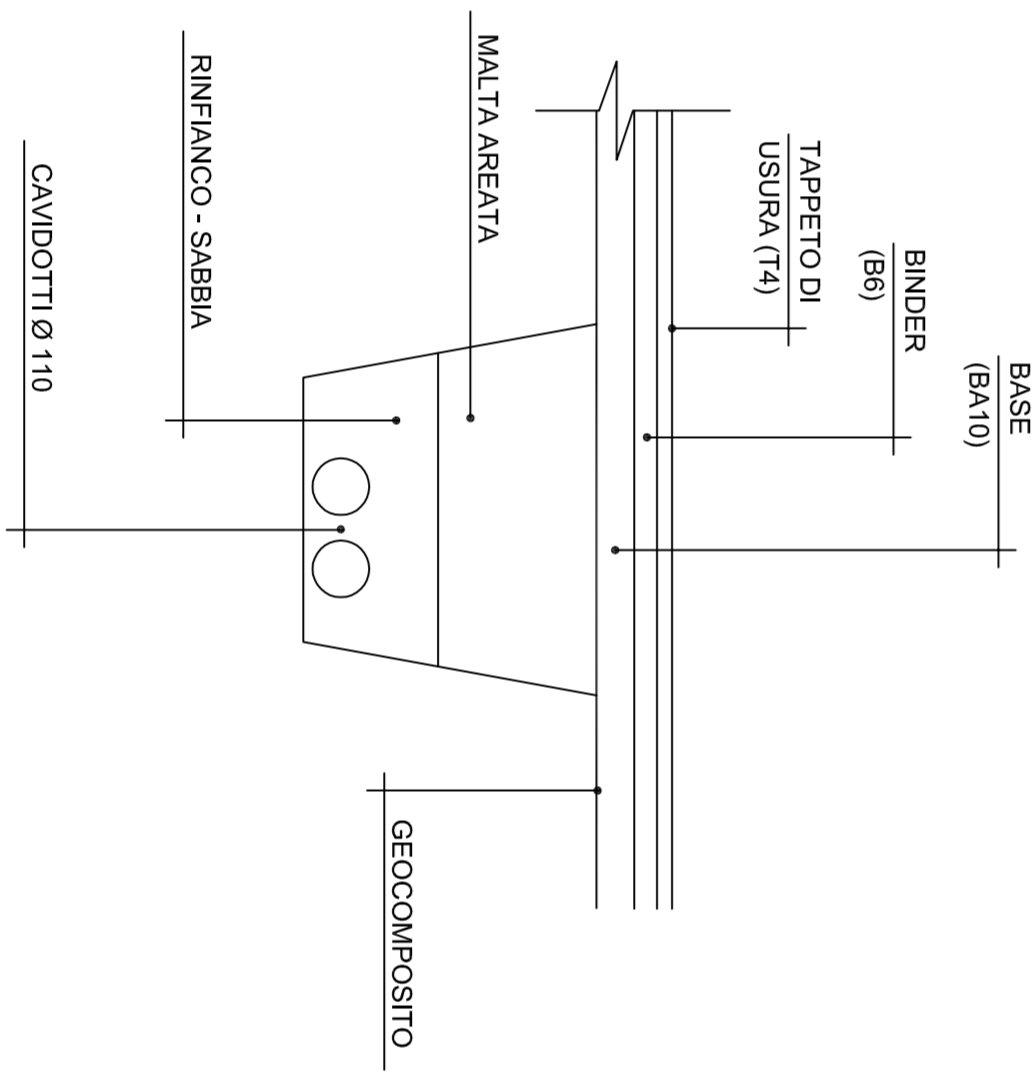 BASE
(BA10)
BINDER
(B6)
TAPPETO DI
USURA (T4)
MALTA AREATA
RINFIANCO - SABBIA
CAVIDOTTI Ø 110
GEOCOMPOSITO